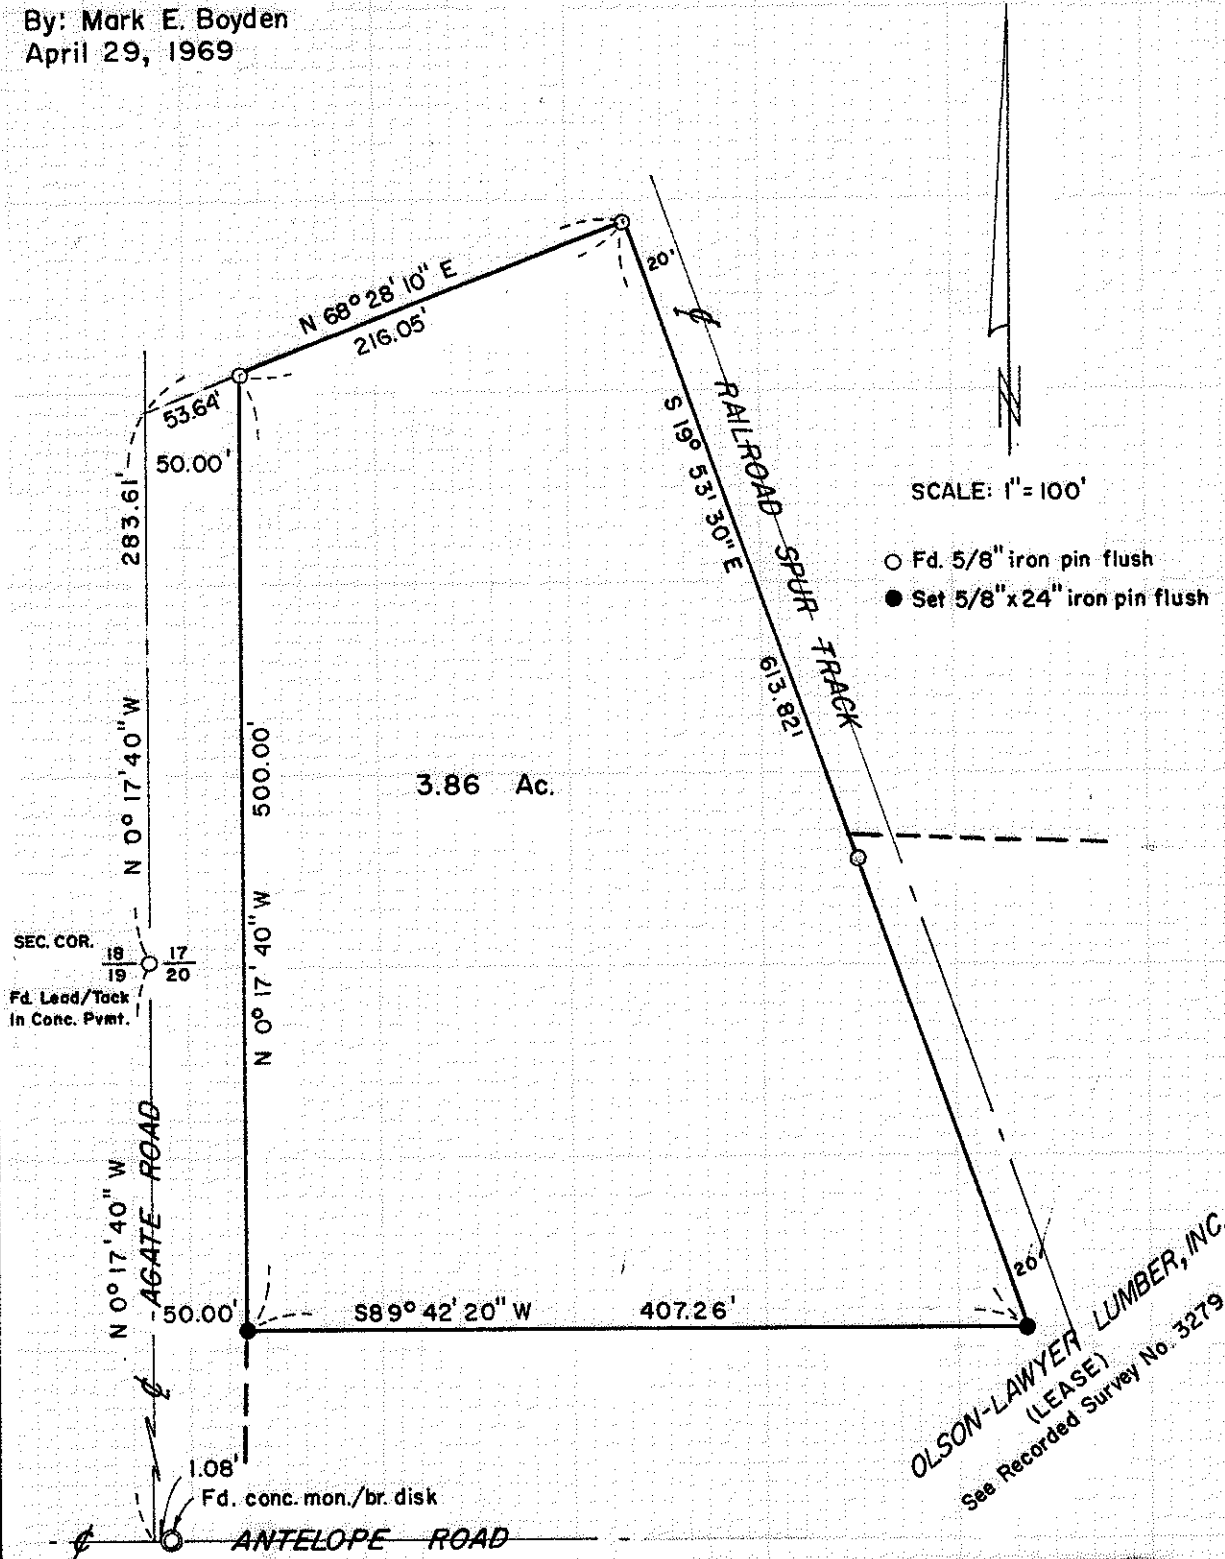 By: Mark E. Boyden
April 29, 1969
N 68° 28' 10" E
216.05'
20'
℄
53.64'
50.00'
283.61'
RAILROAD SPUR TRACK
S 19° 53' 30" E
613.82'
SCALE: 1"= 100'
Fd. 5/8" iron pin flush
Set 5/8"x 24" iron pin flush
N
N 0° 17' 40" W
500.00'
3.86 Ac.
N 0° 17' 40" W
SEC. COR.
18 17
19 20
Fd. Lead/Tack
In Conc. Pvmt.
N 0° 17' 40" W
AGATE ROAD
℄
50.00'
S89° 42' 20" W 407.26'
20'
OLSON-LAWYER LUMBER, INC.
(LEASE)
See Recorded Survey No. 3279
1.08'
Fd. conc. mon./br. disk
℄ ANTELOPE ROAD